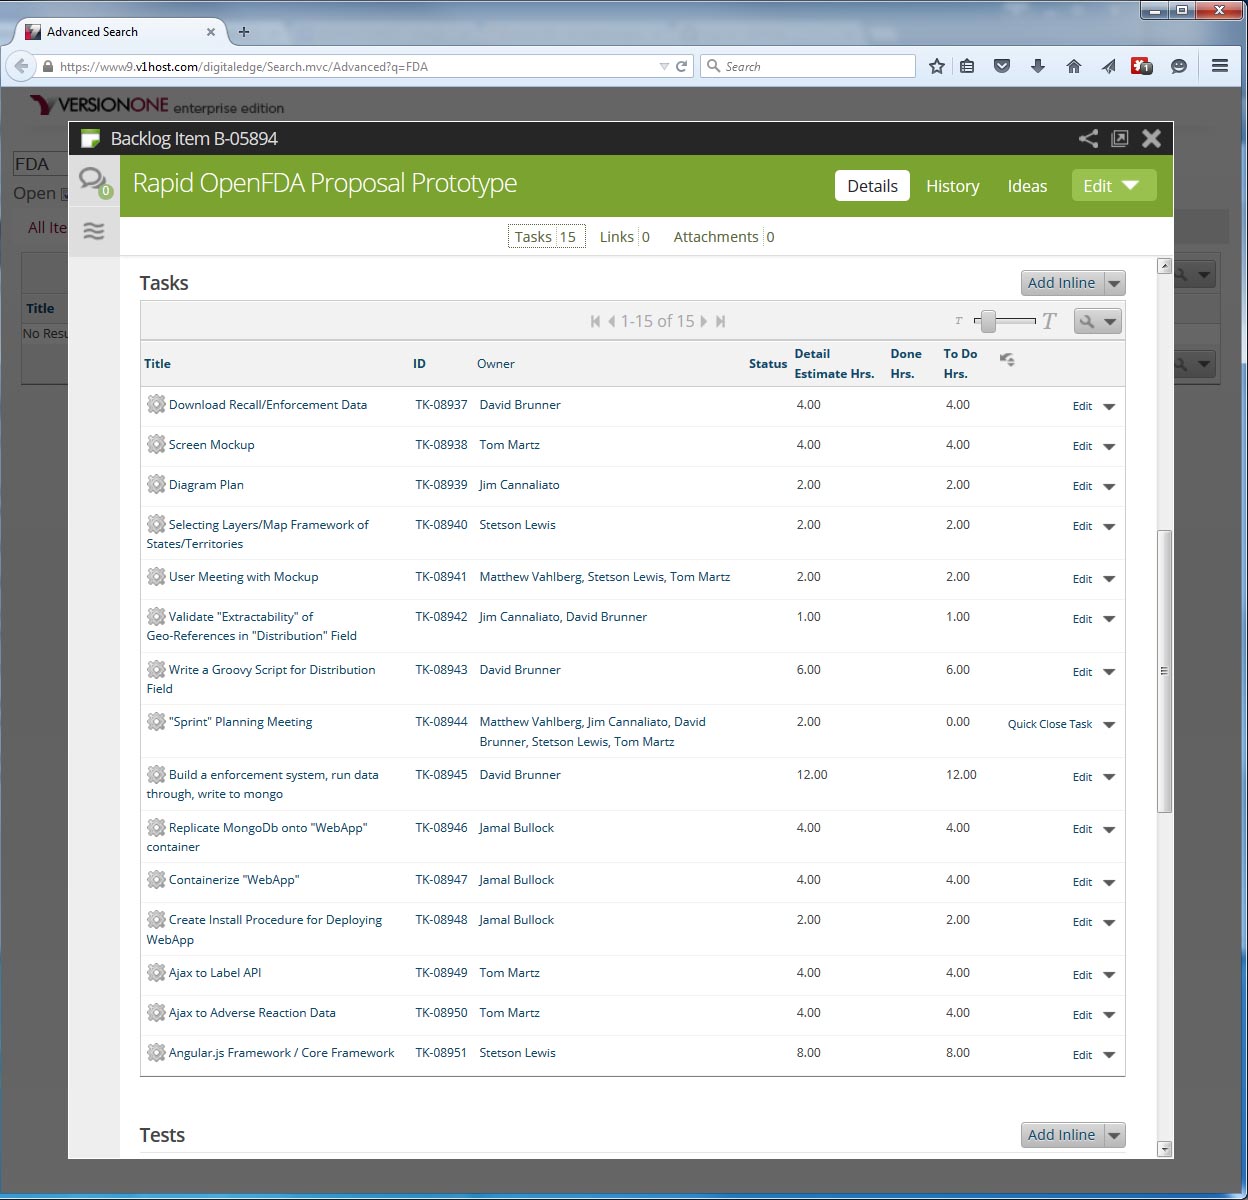 Advanced Search
https://www9.v1host.com/digitaledge/Search.mvc/Advanced?q=FDA
Search
1
VERSIONONE enterprise edition
Backlog Item B-05894
FDA
Open
All Ite
Title
No Resu
0
Rapid OpenFDA Proposal Prototype
Details History Ideas Edit
Tasks 15 Links 0 Attachments 0
Tasks
Add Inline
1-15 of 15
T T
Title ID Owner Status Detail Estimate Hrs. Done Hrs. To Do Hrs.
Download Recall/Enforcement Data TK-08937 David Brunner 4.00 4.00 Edit
Screen Mockup TK-08938 Tom Martz 4.00 4.00 Edit
Diagram Plan TK-08939 Jim Cannaliato 2.00 2.00 Edit
Selecting Layers/Map Framework of TK-08940 Stetson Lewis 2.00 2.00 Edit
States/Territories
User Meeting with Mockup TK-08941 Matthew Vahlberg, Stetson Lewis, Tom Martz 2.00 2.00 Edit
Validate "Extractability" of TK-08942 Jim Cannaliato, David Brunner 1.00 1.00 Edit
Geo-References in "Distribution" Field
Write a Groovy Script for Distribution TK-08943 David Brunner 6.00 6.00 Edit
Field
"Sprint" Planning Meeting TK-08944 Matthew Vahlberg, Jim Cannaliato, David 2.00 0.00 Quick Close Task
Brunner, Stetson Lewis, Tom Martz
Build a enforcement system, run data TK-08945 David Brunner 12.00 12.00 Edit
through, write to mongo
Replicate MongoDb onto "WebApp" TK-08946 Jamal Bullock 4.00 4.00 Edit
container
Containerize "WebApp" TK-08947 Jamal Bullock 4.00 4.00 Edit
Create Install Procedure for Deploying TK-08948 Jamal Bullock 2.00 2.00 Edit
WebApp
Ajax to Label API TK-08949 Tom Martz 4.00 4.00 Edit
Ajax to Adverse Reaction Data TK-08950 Tom Martz 4.00 4.00 Edit
Angular.js Framework / Core Framework TK-08951 Stetson Lewis 8.00 8.00 Edit
Tests
Add Inline